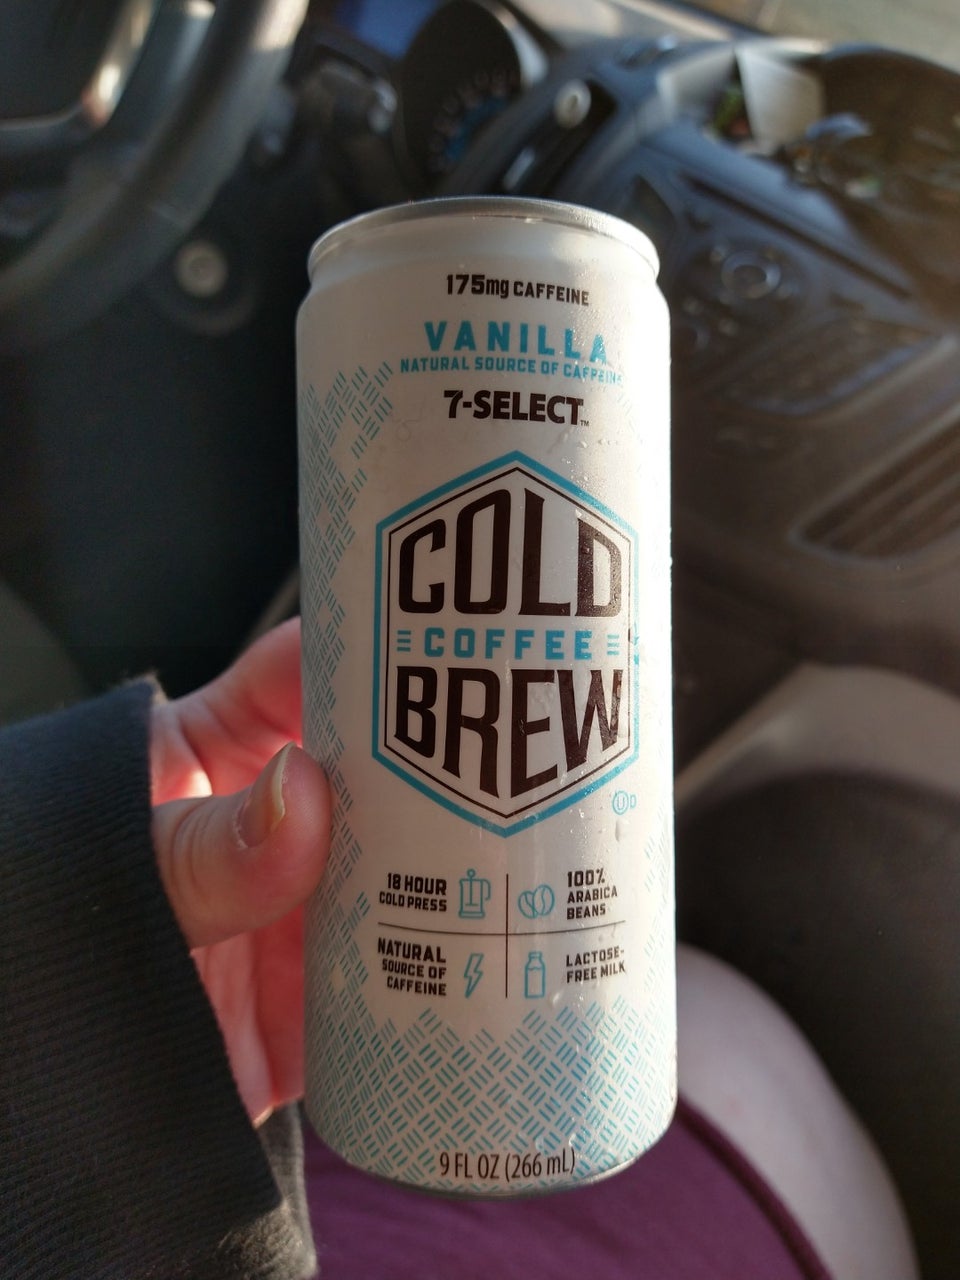 175mg CAFFEINE
VANILLA
NATURAL SOURCE OF CAFFEINE
7-SELECT™
COLD
COFFEE
BREW
U D
18 HOUR
COLD PRESS
100%
ARABICA
BEANS
NATURAL
SOURCE OF
CAFFEINE
LACTOSE-
FREE MILK
9 FL OZ (266 mL)